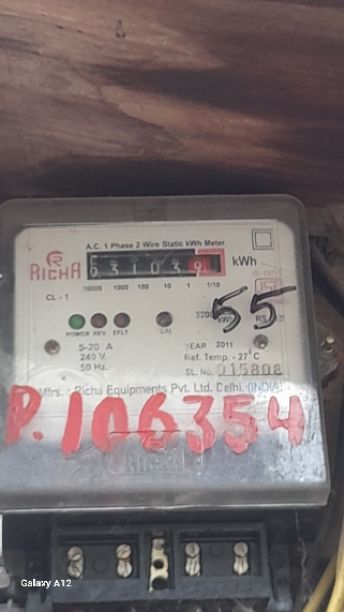 A.C. 1 Phase 2 Wire Static kWh Meter.
RICHA
631039 kWh
10000 1000 100 10 1 1/10
CL - 1
POWER REV EFLT CAL
3200
55
5-20 A
YEAR 2011
240 V
Ref. Temp. - 27°C
50 Hz.
SL. No. 015808
Mfrs. : Richa Equipments Pvt. Ltd. Delhi. (INDIA)
P.106354
Galaxy A12